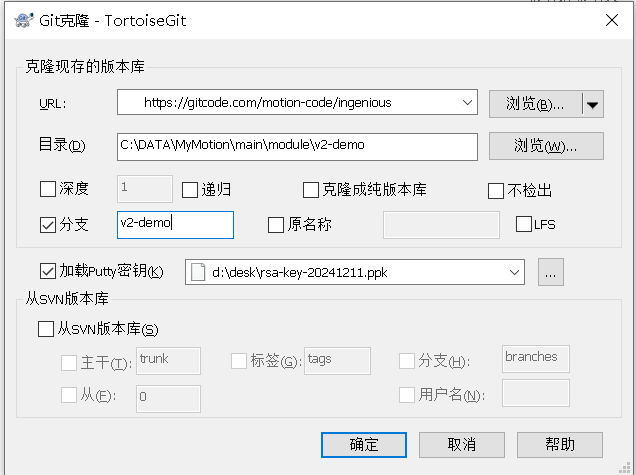 Git克隆 - TortoiseGit
克隆现存的版本库
URL: https://gitcode.com/motion-code/ingenious 浏览(B)...
目录(D) C:\DATA\MyMotion\main\module\v2-demo 浏览(W)...
深度 1 递归 克隆成纯版本库 不检出
分支 v2-demo 原名称 LFS
加载Putty密钥(K) d:\desk\rsa-key-20241211.ppk ...
从SVN版本库
从SVN版本库(S)
主干(T): trunk 标签(G): tags 分支(H): branches
从(F): 0 用户名(N):
确定 取消 帮助